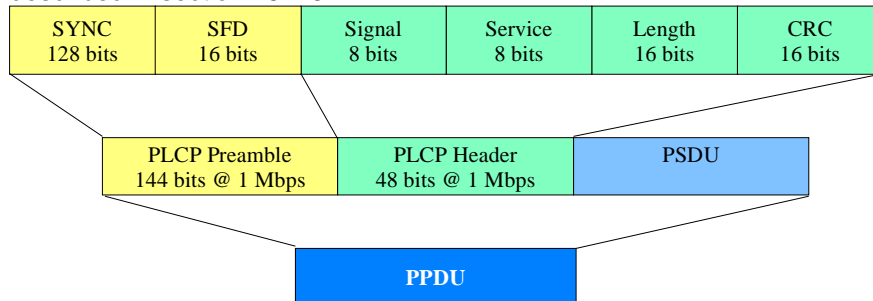 SYNC
128 bits
SFD
16 bits
Signal
8 bits
Service
8 bits
Length
16 bits
CRC
16 bits
PLCP Preamble
144 bits @ 1 Mbps
PLCP Header
48 bits @ 1 Mbps
PSDU
PPDU